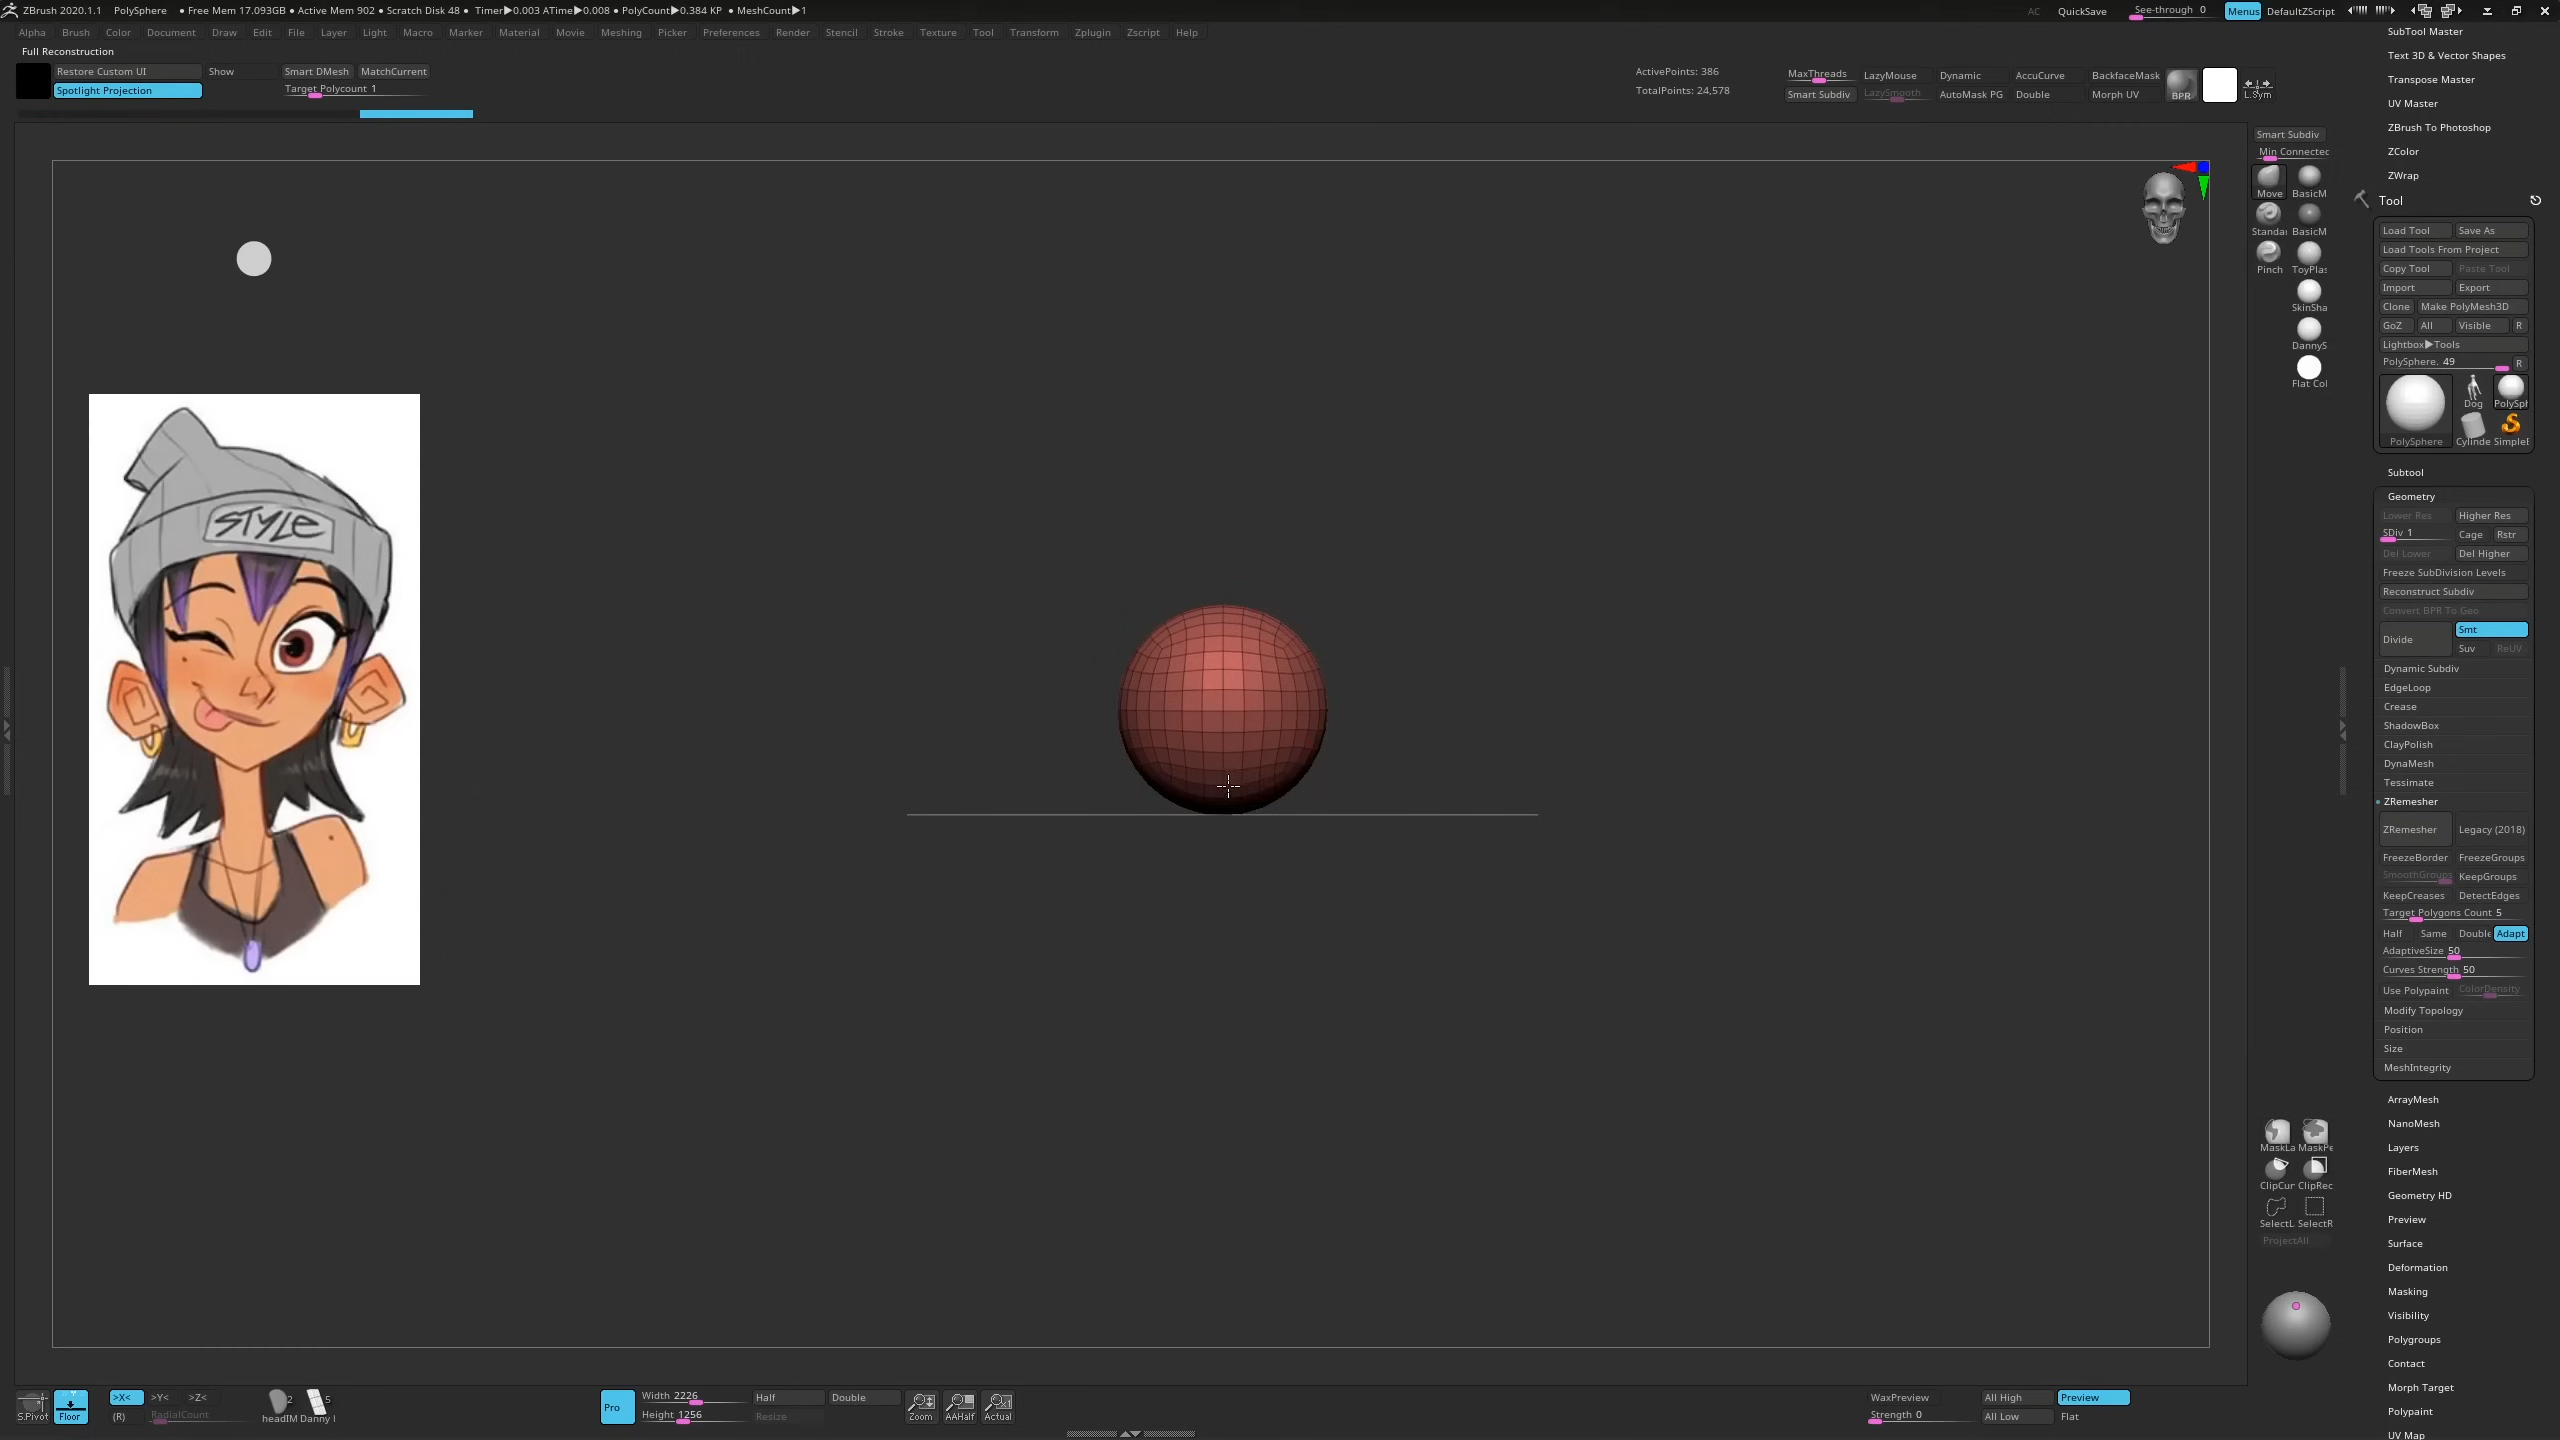 ZBrush 2020.1.1 PolySphere • Free Mem 17.093GB • Active Mem 902 • Scratch Disk 48 • Timer▶0.003 ATime▶0.008 • PolyCount▶0.384 KP • MeshCount▶1 AC QuickSave See-through 0 Menus DefaultZScript
Alpha Brush Color Document Draw Edit File Layer Light Macro Marker Material Movie Meshing Picker Preferences Render Stencil Stroke Texture Tool Transform Zplugin Zscript Help
Full Reconstruction
Restore Custom UI Show Smart DMesh MatchCurrent
Spotlight Projection Target Polycount 1
ActivePoints: 386
TotalPoints: 24,578
MaxThreads LazyMouse Dynamic AccuCurve BackfaceMask
Smart Subdiv LazySmooth AutoMask PG Double Morph UV BPR L.Sym
Smart Subdiv
Min Connected
Move BasicM
Standa BasicM
Pinch ToyPlas
SkinSha
DannyS
Flat Col
STYLE
SubTool Master
Text 3D & Vector Shapes
Transpose Master
UV Master
ZBrush To Photoshop
ZColor
ZWrap
Tool
Load Tool Save As
Load Tools From Project
Copy Tool Paste Tool
Import Export
Clone Make PolyMesh3D
GoZ All Visible R
Lightbox▶Tools
PolySphere. 49 R
Dog PolySph
PolySphere Cylinde SimpleB
Subtool
Geometry
Lower Res Higher Res
SDiv 1 Cage Rstr
Del Lower Del Higher
Freeze SubDivision Levels
Reconstruct Subdiv
Convert BPR To Geo
Divide Smt
Suv ReUV
Dynamic Subdiv
EdgeLoop
Crease
ShadowBox
ClayPolish
DynaMesh
Tessimate
ZRemesher
ZRemesher Legacy (2018)
FreezeBorder FreezeGroups
SmoothGroups KeepGroups
KeepCreases DetectEdges
Target Polygons Count 5
Half Same Double Adapt
AdaptiveSize 50
Curves Strength 50
Use Polypaint ColorDensity
Modify Topology
Position
Size
MeshIntegrity
ArrayMesh
NanoMesh
Layers
FiberMesh
Geometry HD
Preview
Surface
Deformation
Masking
Visibility
Polygroups
Contact
Morph Target
Polypaint
UV Map
MaskLa MaskPe
ClipCur ClipRec
SelectL SelectR
ProjectAll
S.Pivot Floor >X< >Y< >Z<
(R) RadialCount
2 5
headIM Danny I
Pro Width 2226 Half Double
Height 1256 Resize
Zoom AAHalf Actual
WaxPreview All High Preview
Strength 0 All Low Flat